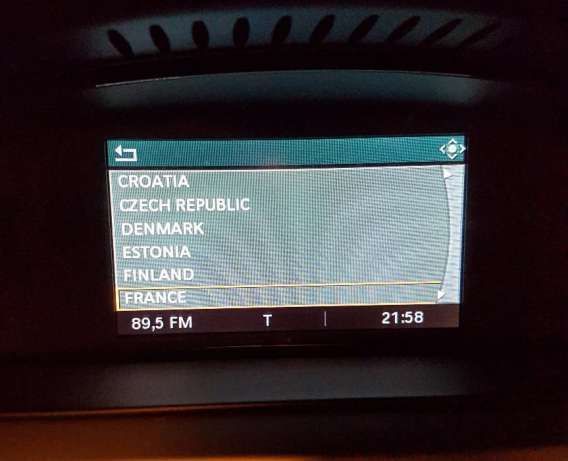 CROATIA
CZECH REPUBLIC
DENMARK
ESTONIA
FINLAND
FRANCE
89,5 FM T 21:58